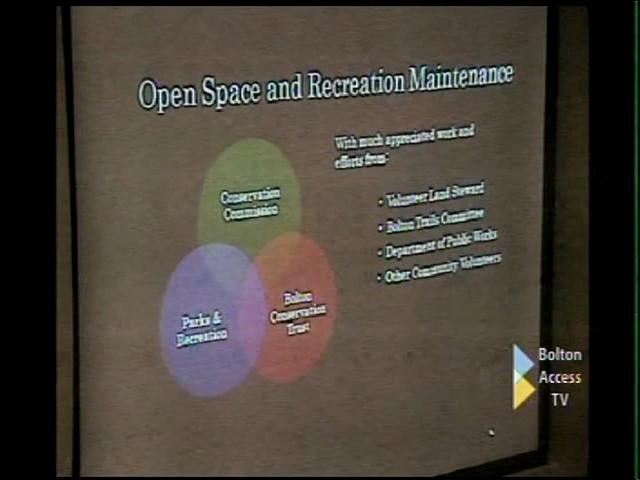 Open Space and Recreation Maintenance
With much appreciated work and
efforts from:
Conservation
Commission
• Volunteer Land Steward
• Bolton Trails Committee
• Department of Public Works
• Other Community Volunteers
Parks &
Recreation
Bolton
Conservation
Trust
Bolton
Access
TV